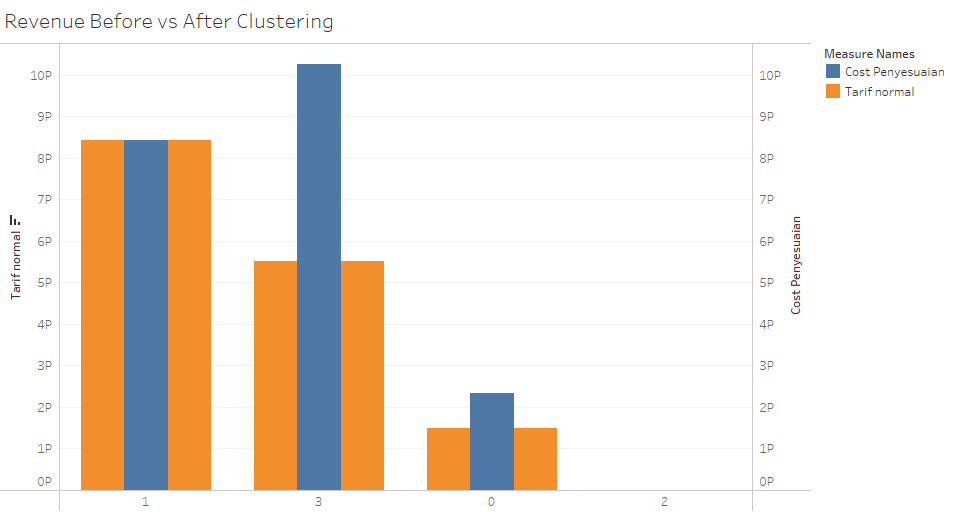 Revenue Before vs After Clustering
Measure Names
Cost Penyesuaian
Tarif normal
Tarif normal
10P
9P
8P
7P
6P
5P
4P
3P
2P
1P
0P
10P
9P
8P
7P
6P
5P
4P
3P
2P
1P
0P
Cost Penyesuaian
1 3 0 2